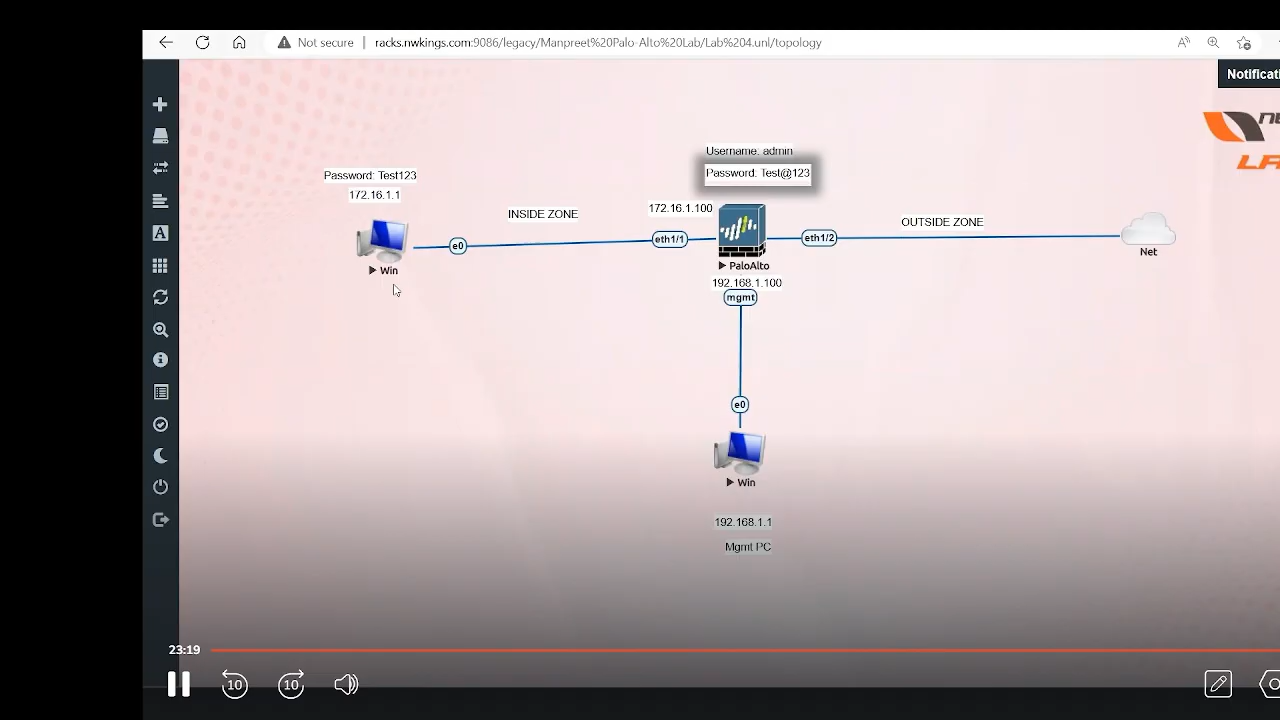 Not secure
racks.nwkings.com:9086/legacy/Manpreet%20Palo-Alto%20Lab/Lab%204.unl/topology
Notificati
Username: admin
Password: Test123
Password: Test@123
172.16.1.1
INSIDE ZONE
172.16.1.100
OUTSIDE ZONE
e0
eth1/1
eth1/2
Net
Win
PaloAlto
192.168.1.100
mgmt
e0
Win
192.168.1.1
Mgmt PC
23:19
10
10